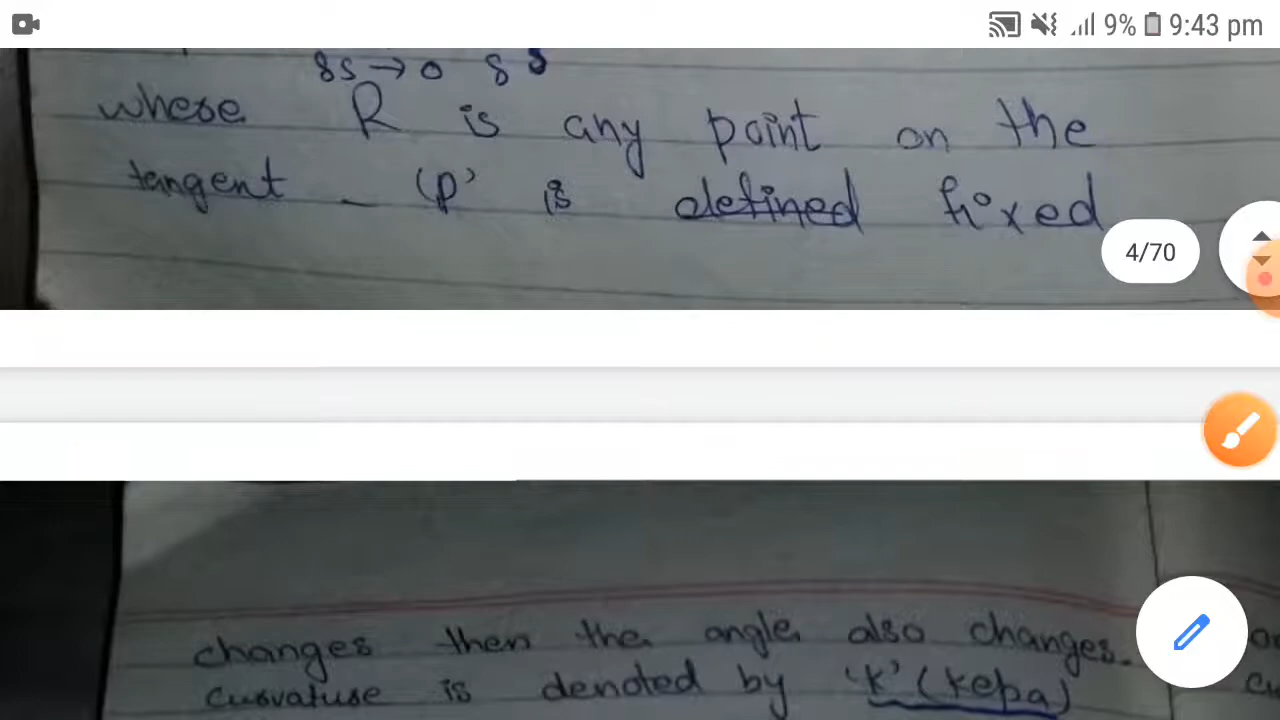 9% 9:43 pm
δs→0 δs
where R is any point on the
tangent - 'p' is defined fixed
4/70
changes then the angle also changes.
curvature is denoted by 'k' (kepa)